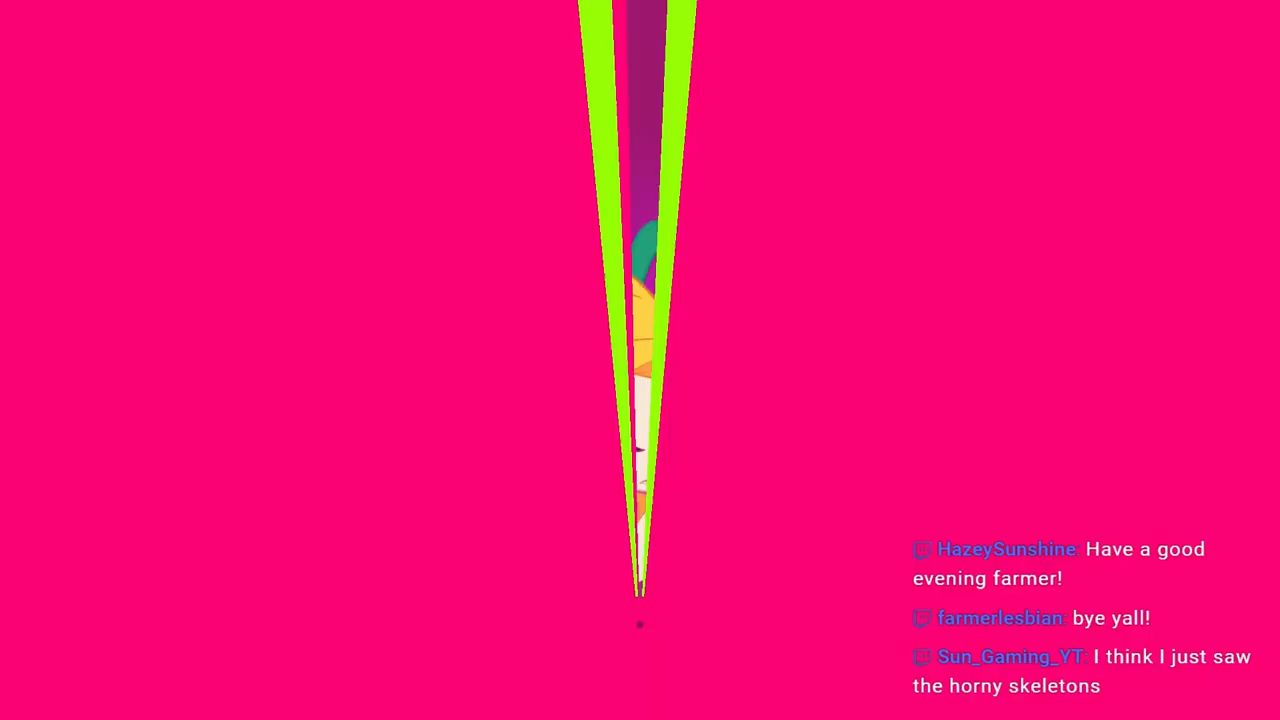 HazeySunshine: Have a good
evening farmer!
farmerlesbian: bye yall!
Sun_Gaming_YT: I think I just saw
the horny skeletons